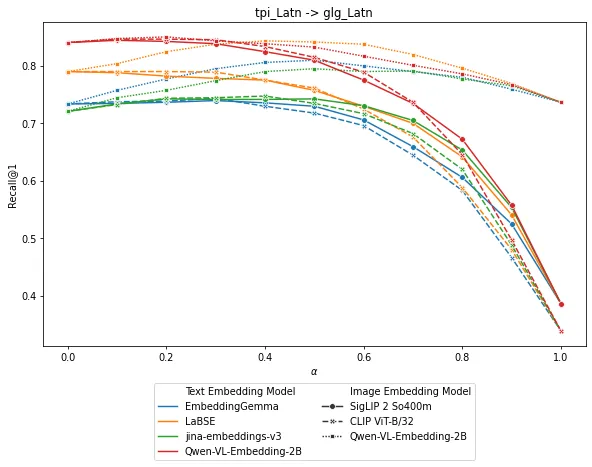 tpi_Latn -> glg_Latn
Recall@1
0.8
0.7
0.6
0.5
0.4
0.0
0.2
0.4
0.6
0.8
1.0
α
Text Embedding Model
EmbeddingGemma
LaBSE
jina-embeddings-v3
Qwen-VL-Embedding-2B
Image Embedding Model
SigLIP 2 So400m
CLIP ViT-B/32
Qwen-VL-Embedding-2B